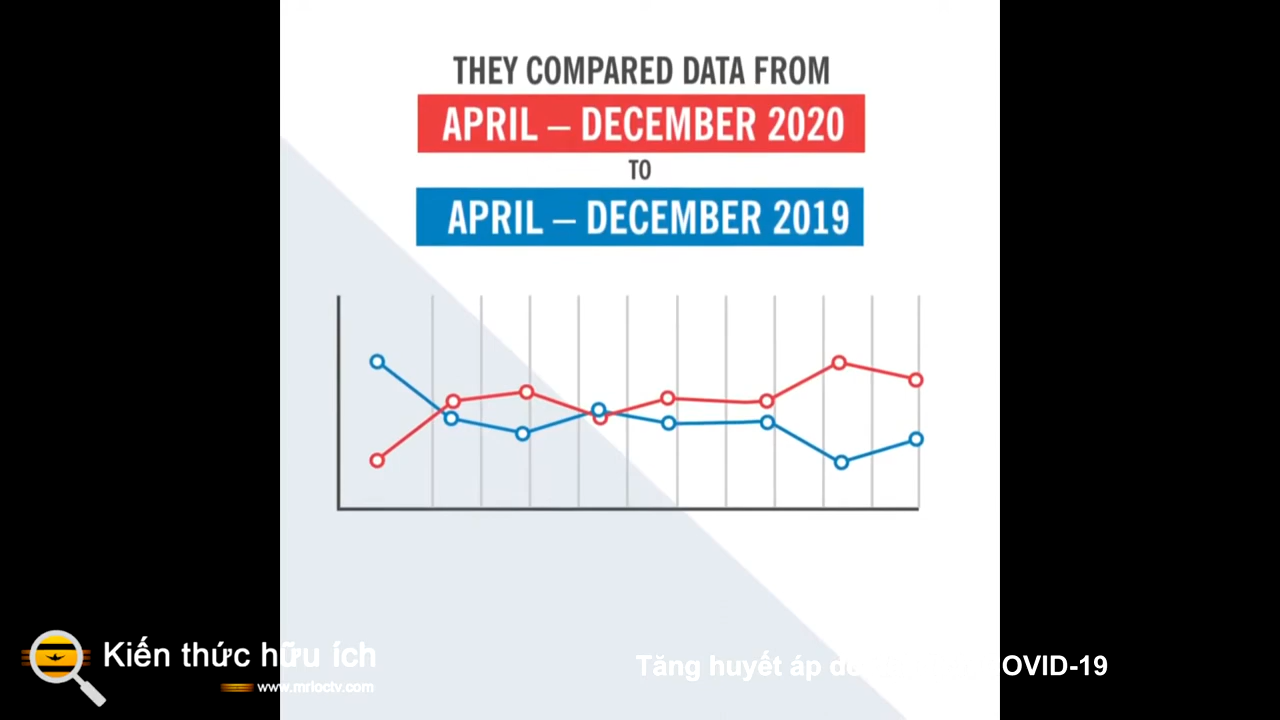 THEY COMPARED DATA FROM
APRIL – DECEMBER 2020
TO
APRIL – DECEMBER 2019
Kiến thức hữu ích
www.mrloctv.com
Tăng huyết áp OVID-19